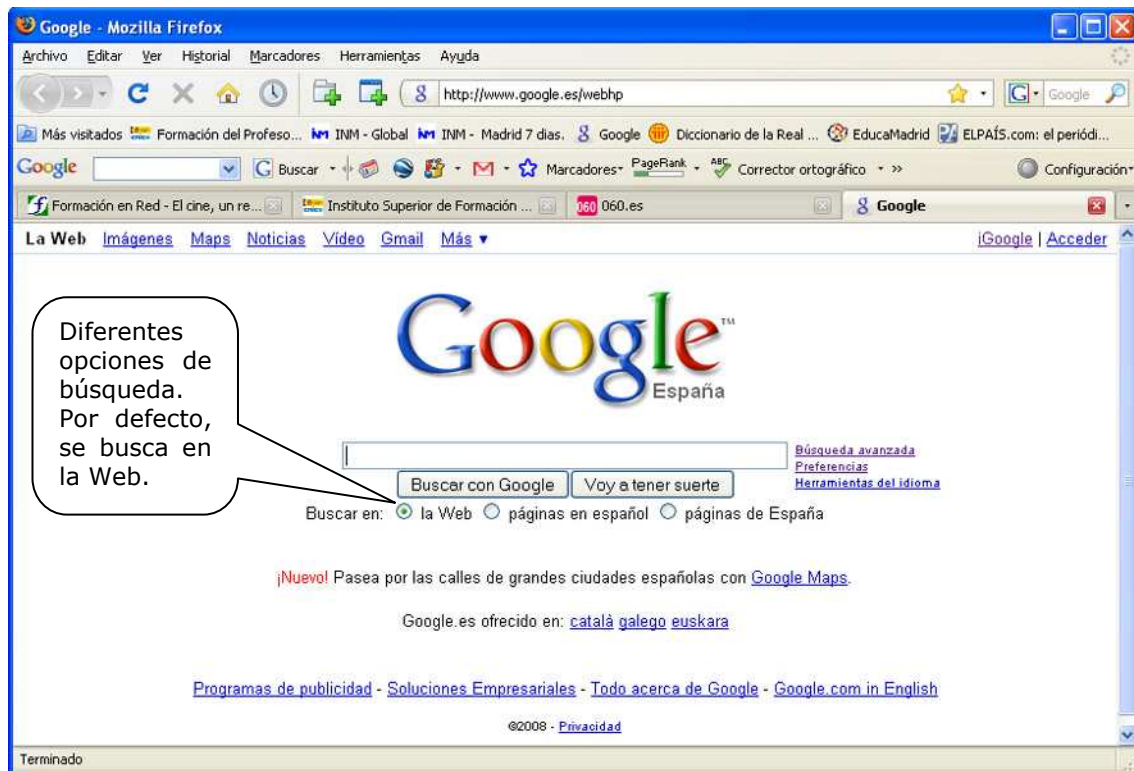 Google - Mozilla Firefox
Archivo Editar Ver Historial Marcadores Herramientas Ayuda
http://www.google.es/webhp
G Google
Más visitados Formación del Profeso... INM - Global INM - Madrid 7 dias. Google Diccionario de la Real ... EducaMadrid ELPAÍS.com: el periódi...
Google Buscar Marcadores PageRank ABC Corrector ortográfico » Configuración
Formación en Red - El cine, un re... Instituto Superior de Formación ... 060 060.es Google
La Web Imágenes Maps Noticias Vídeo Gmail Más ▼ iGoogle | Acceder
Google™
España
Diferentes
opciones de
búsqueda.
Por defecto,
se busca en
la Web.
Búsqueda avanzada
Preferencias
Herramientas del idioma
Buscar con Google Voy a tener suerte
Buscar en: la Web páginas en español páginas de España
¡Nuevo! Pasea por las calles de grandes ciudades españolas con Google Maps.
Google.es ofrecido en: català galego euskara
Programas de publicidad - Soluciones Empresariales - Todo acerca de Google - Google.com in English
©2008 - Privacidad
Terminado